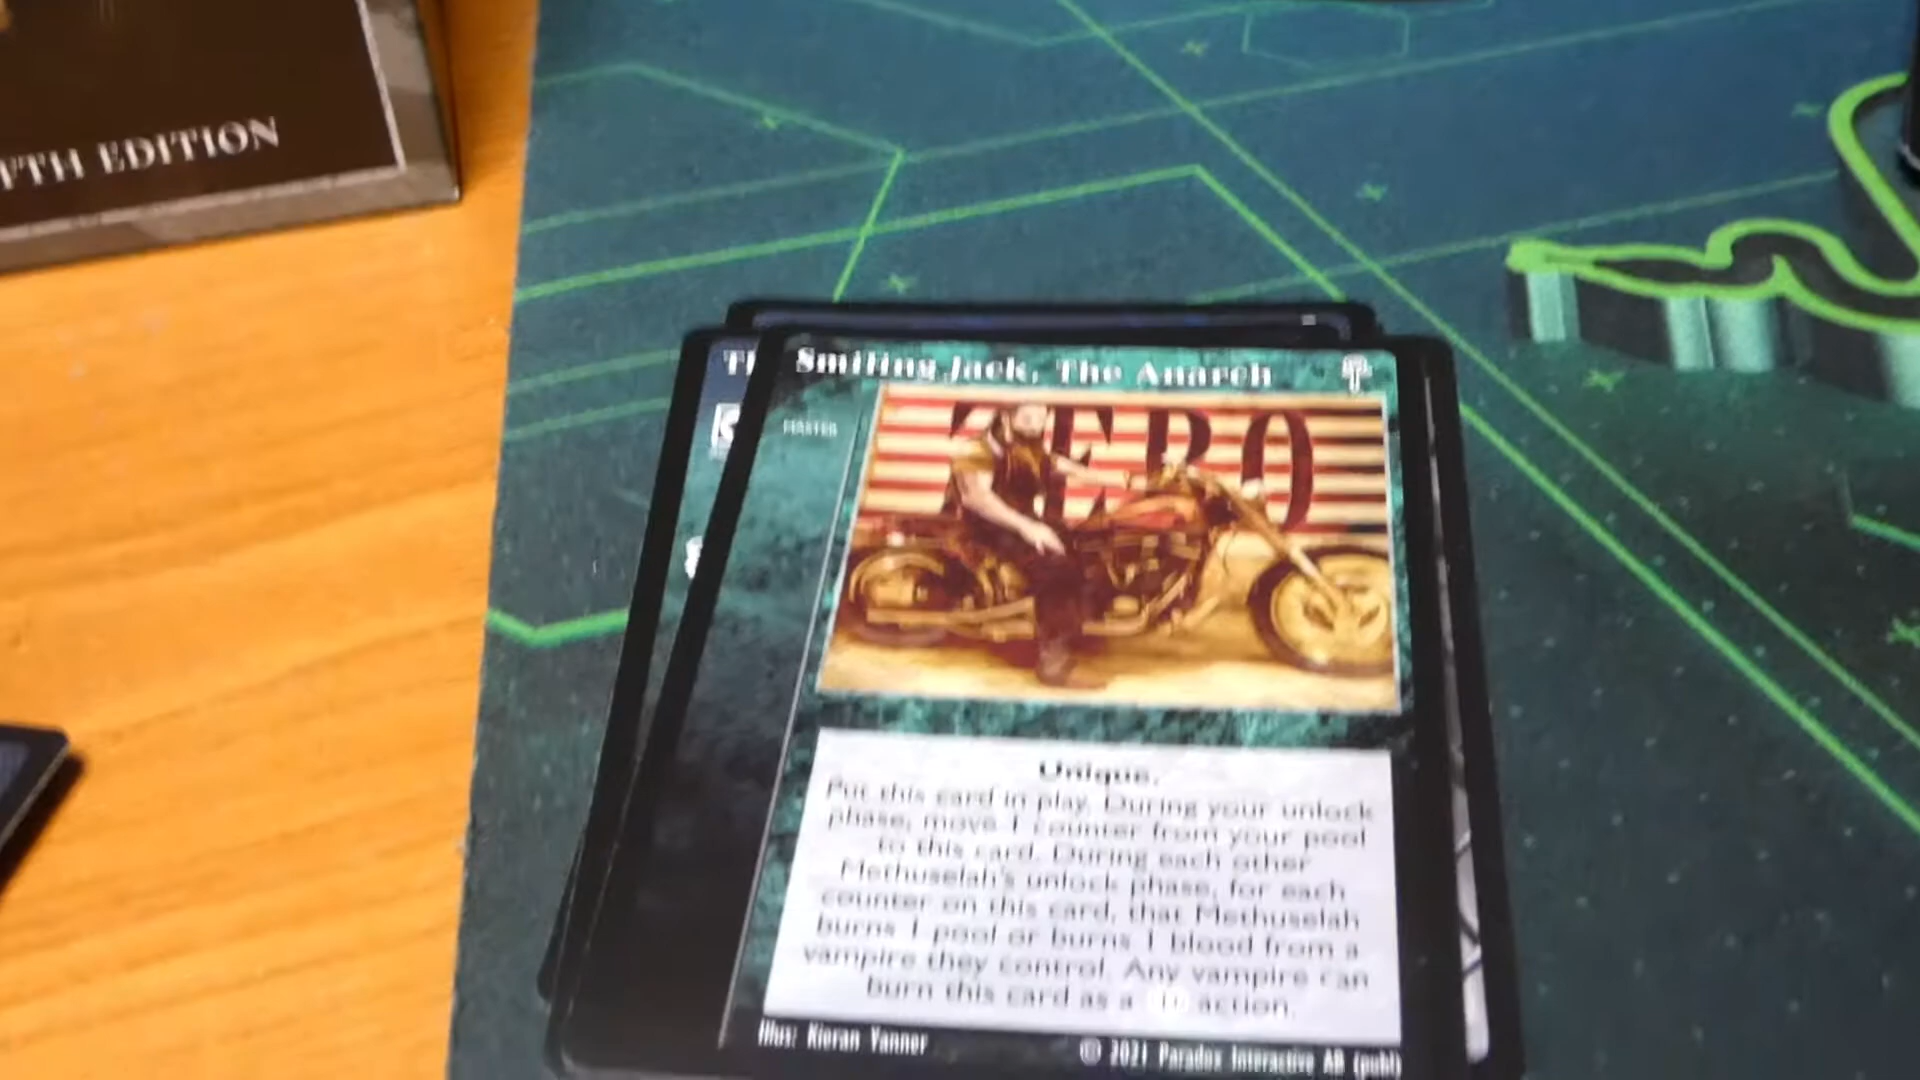 FTH EDITION
Th
Smiling Jack, The Anarch
MASTER
ZERO
Unique.
Put this card in play. During your unlock
phase, move 1 counter from your pool
to this card. During each other
Methuselah's unlock phase, for each
counter on this card, that Methuselah
burns 1 pool or burns 1 blood from a
vampire they control. Any vampire can
burn this card as a D action.
Illus: Kieran Yanner
© 2021 Paradox Interactive AB (publ)